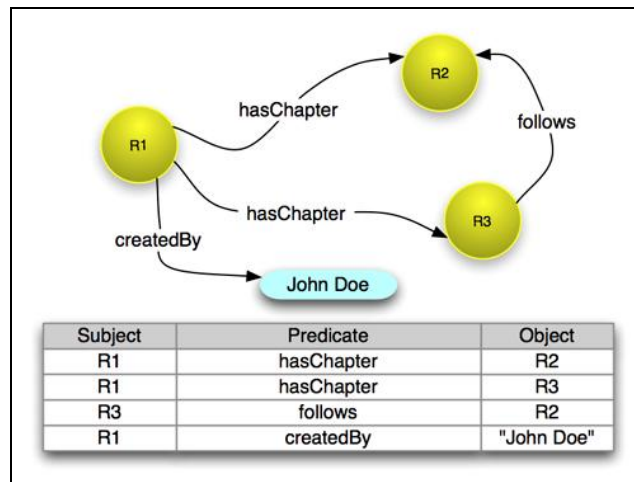 R2
hasChapter
follows
R1
R3
hasChapter
createdBy
John Doe
Subject Predicate Object
R1 hasChapter R2
R1 hasChapter R3
R3 follows R2
R1 createdBy "John Doe"